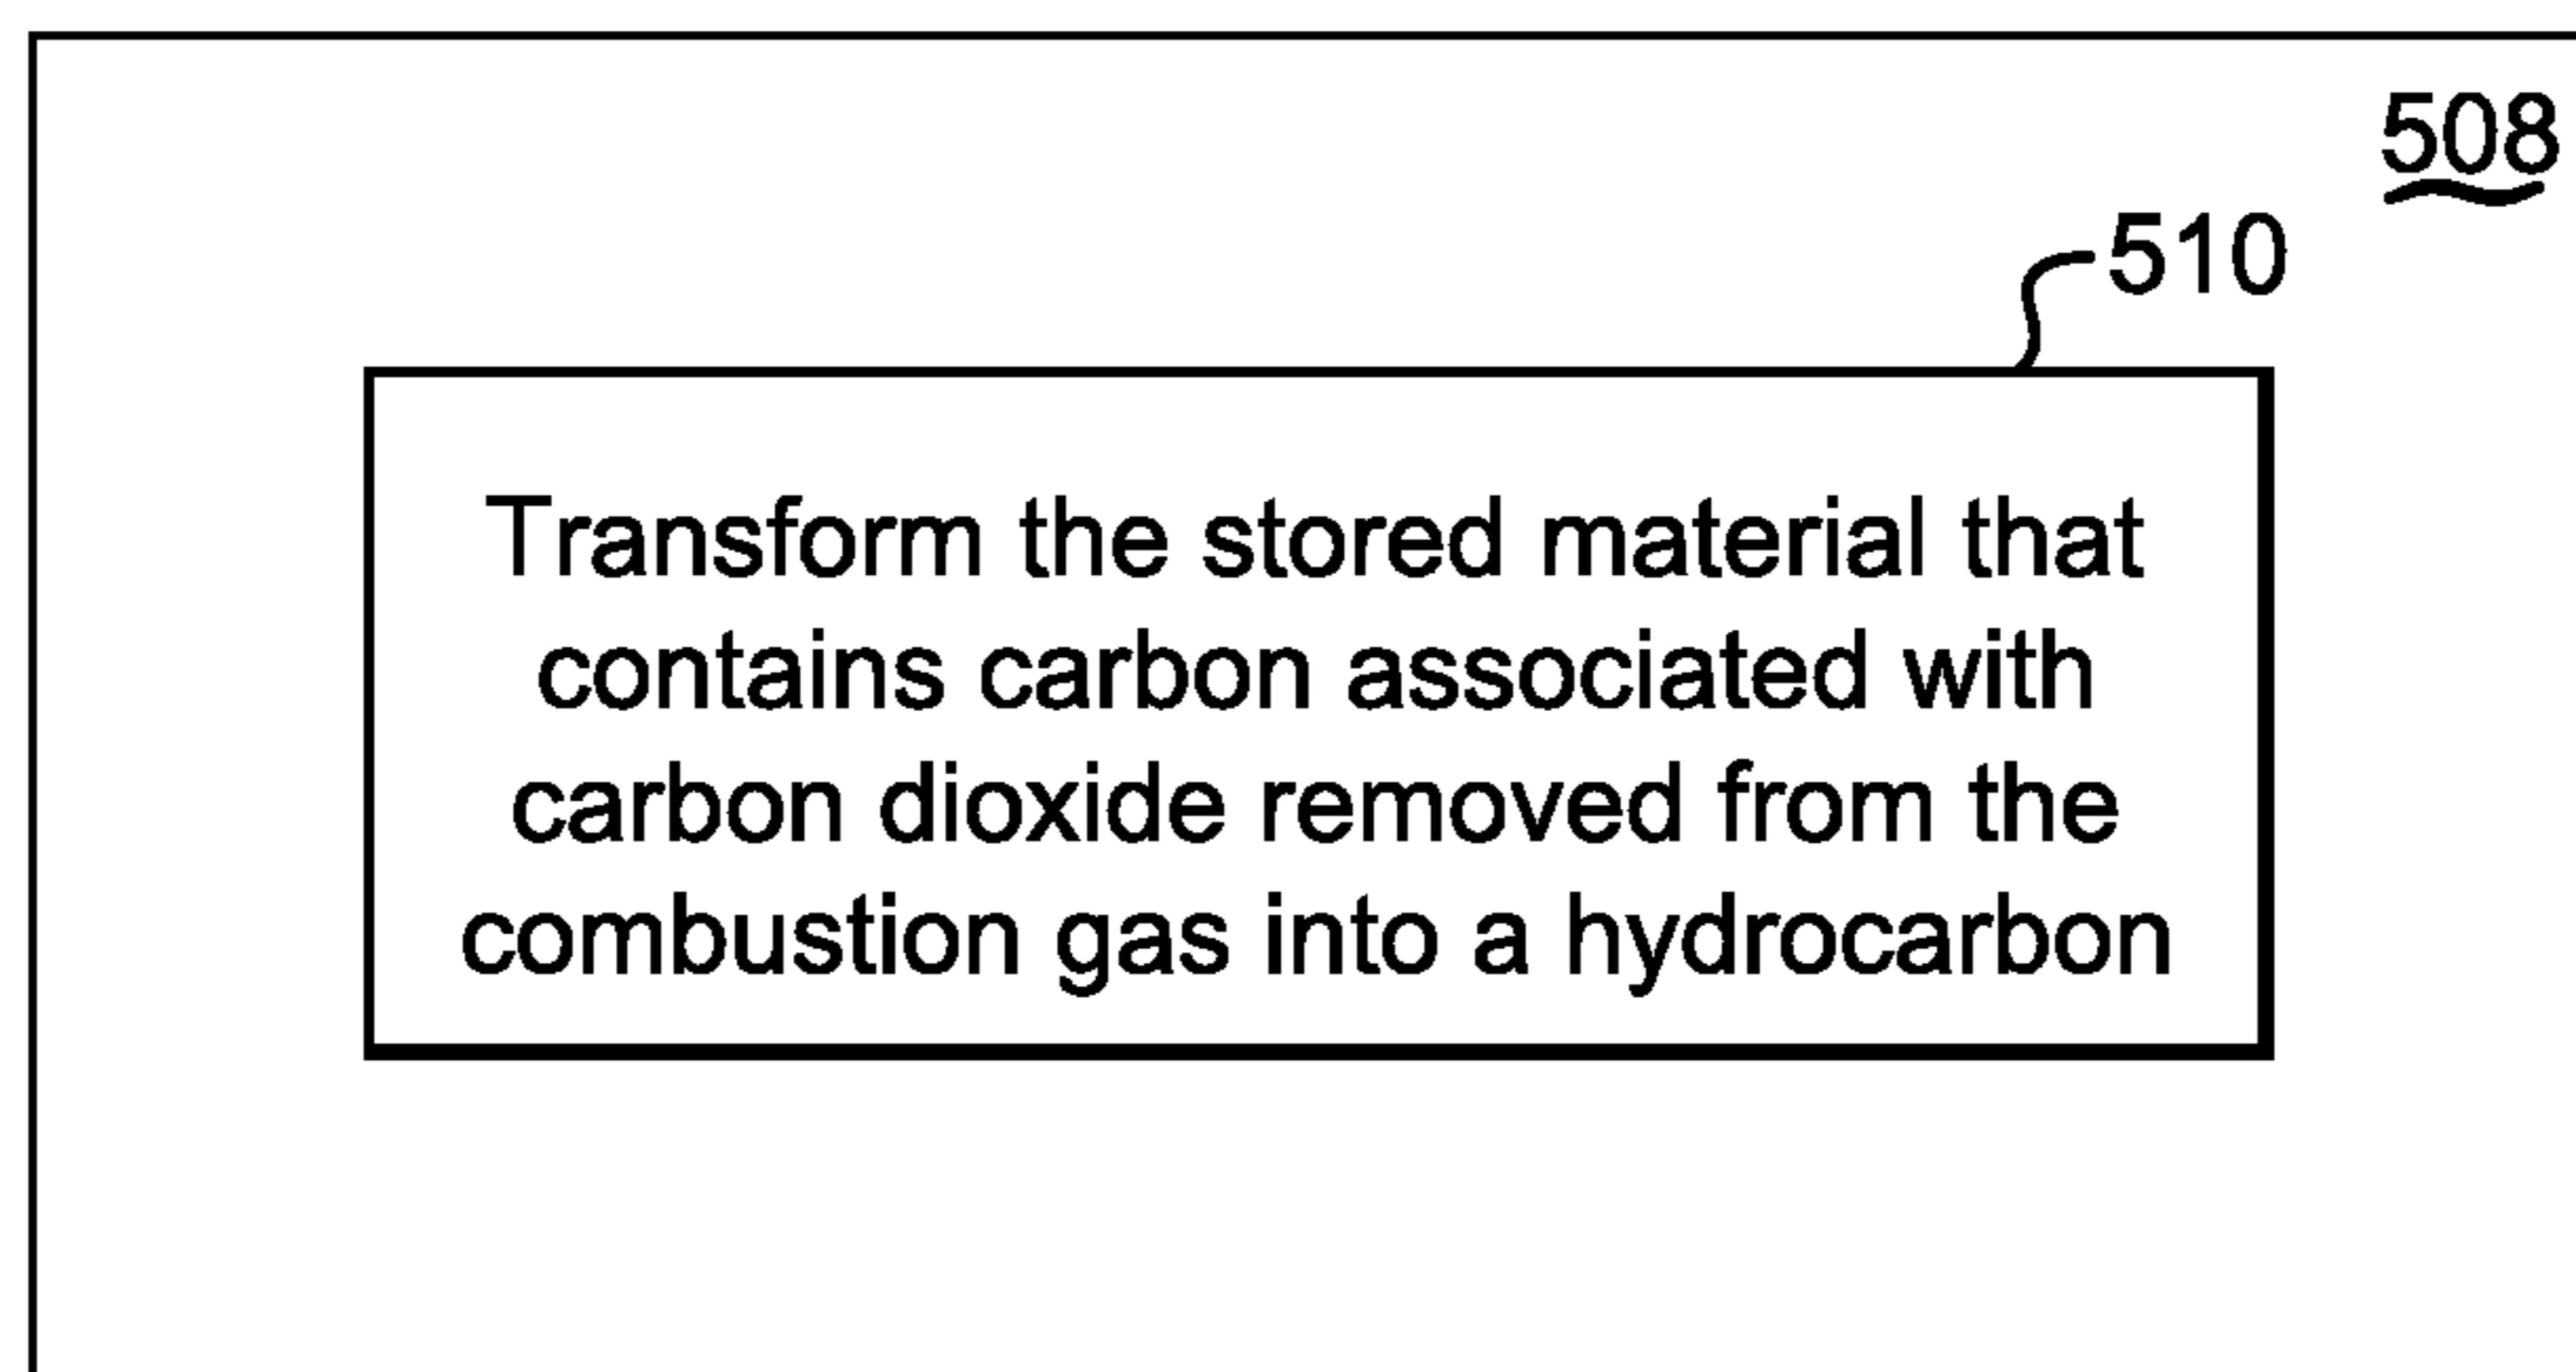 508
510
Transform the stored material that
contains carbon associated with
carbon dioxide removed from the
combustion gas into a hydrocarbon